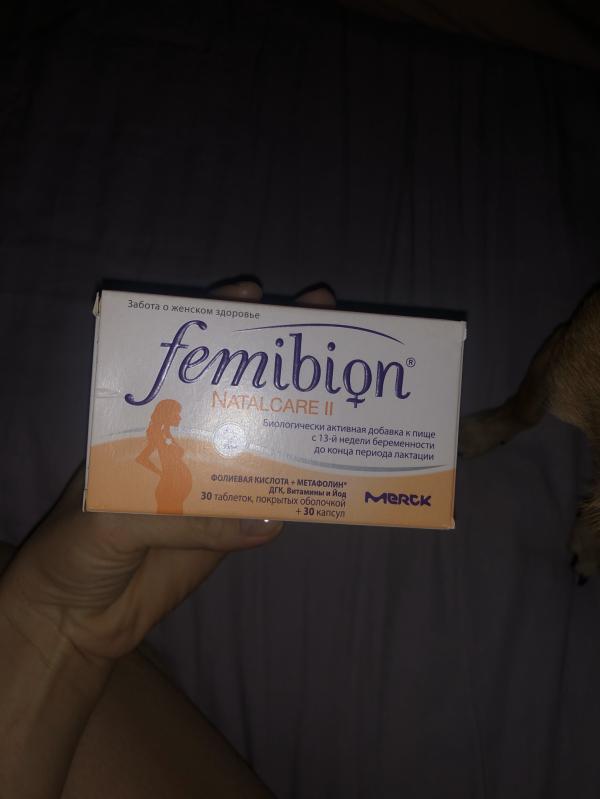 Забота о женском здоровье
femibion®
NATALCARE II
Биологически активная добавка к пище
с 13-й недели беременности
до конца периода лактации
ФОЛИЕВАЯ КИСЛОТА + МЕТАФОЛИН®
ДГК, Витамины и Йод
30 таблеток, покрытых оболочкой
+ 30 капсул
MERCK